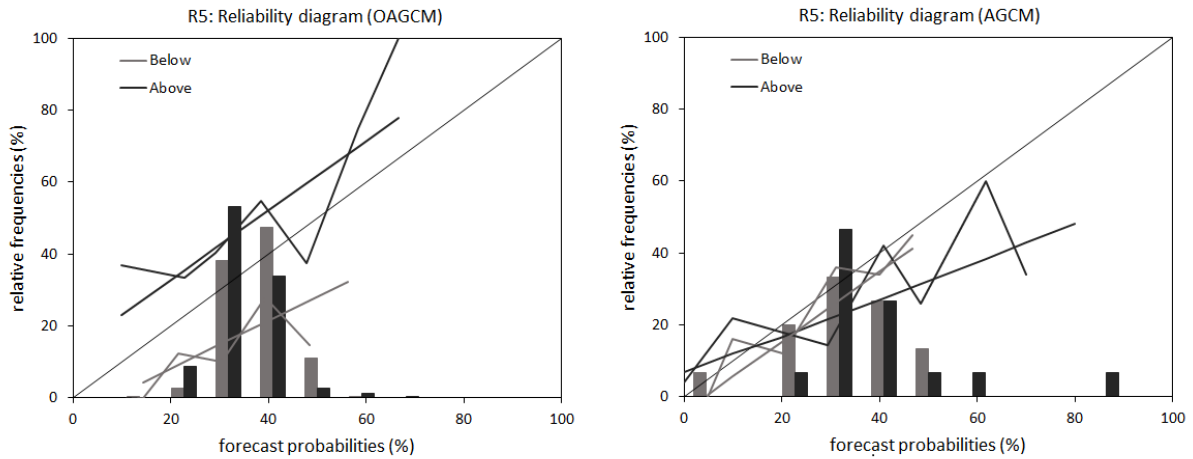 R5: Reliability diagram (OAGCM)
100
80
60
40
20
0
relative frequencies (%)
Below
Above
0 20 40 60 80 100
forecast probabilities (%)
R5: Reliability diagram (AGCM)
100
80
60
40
20
0
relative frequencies (%)
Below
Above
0 20 40 60 80 100
forecast probabilities (%)